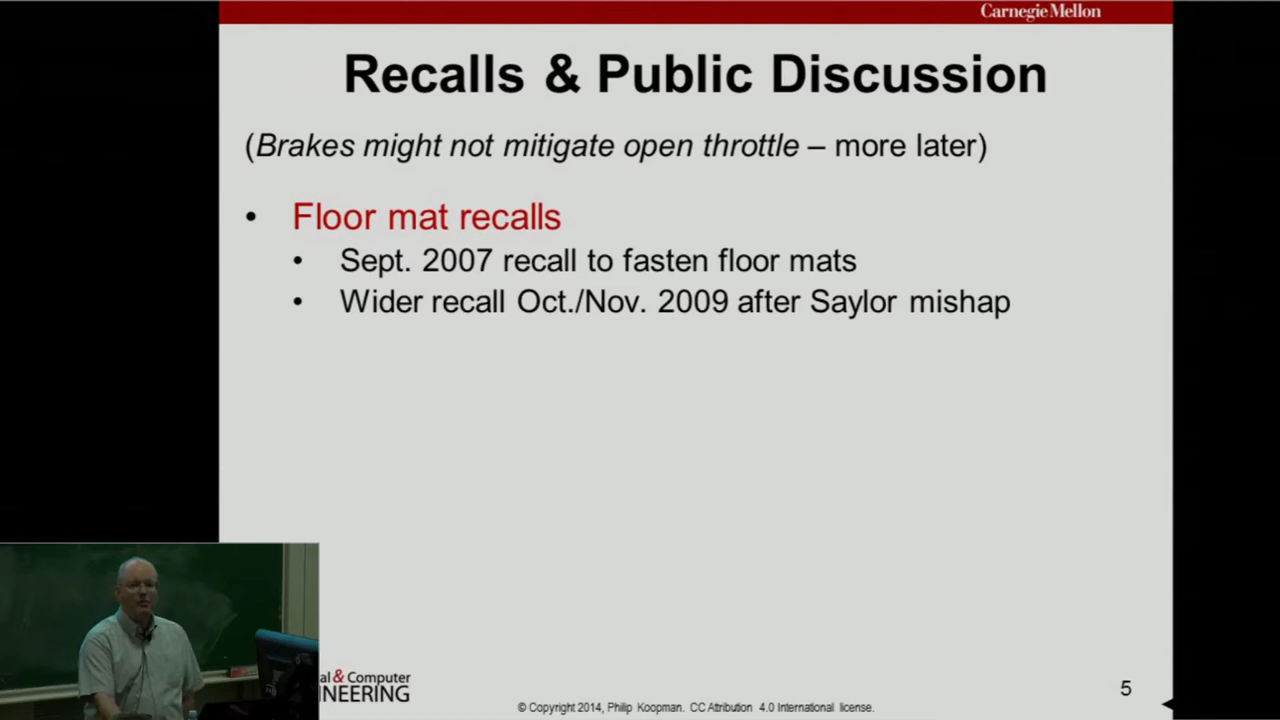 Carnegie Mellon
Recalls & Public Discussion
(Brakes might not mitigate open throttle – more later)
• Floor mat recalls
• Sept. 2007 recall to fasten floor mats
• Wider recall Oct./Nov. 2009 after Saylor mishap
al & Computer
INEERING
5
© Copyright 2014, Philip Koopman. CC Attribution 4.0 International license.